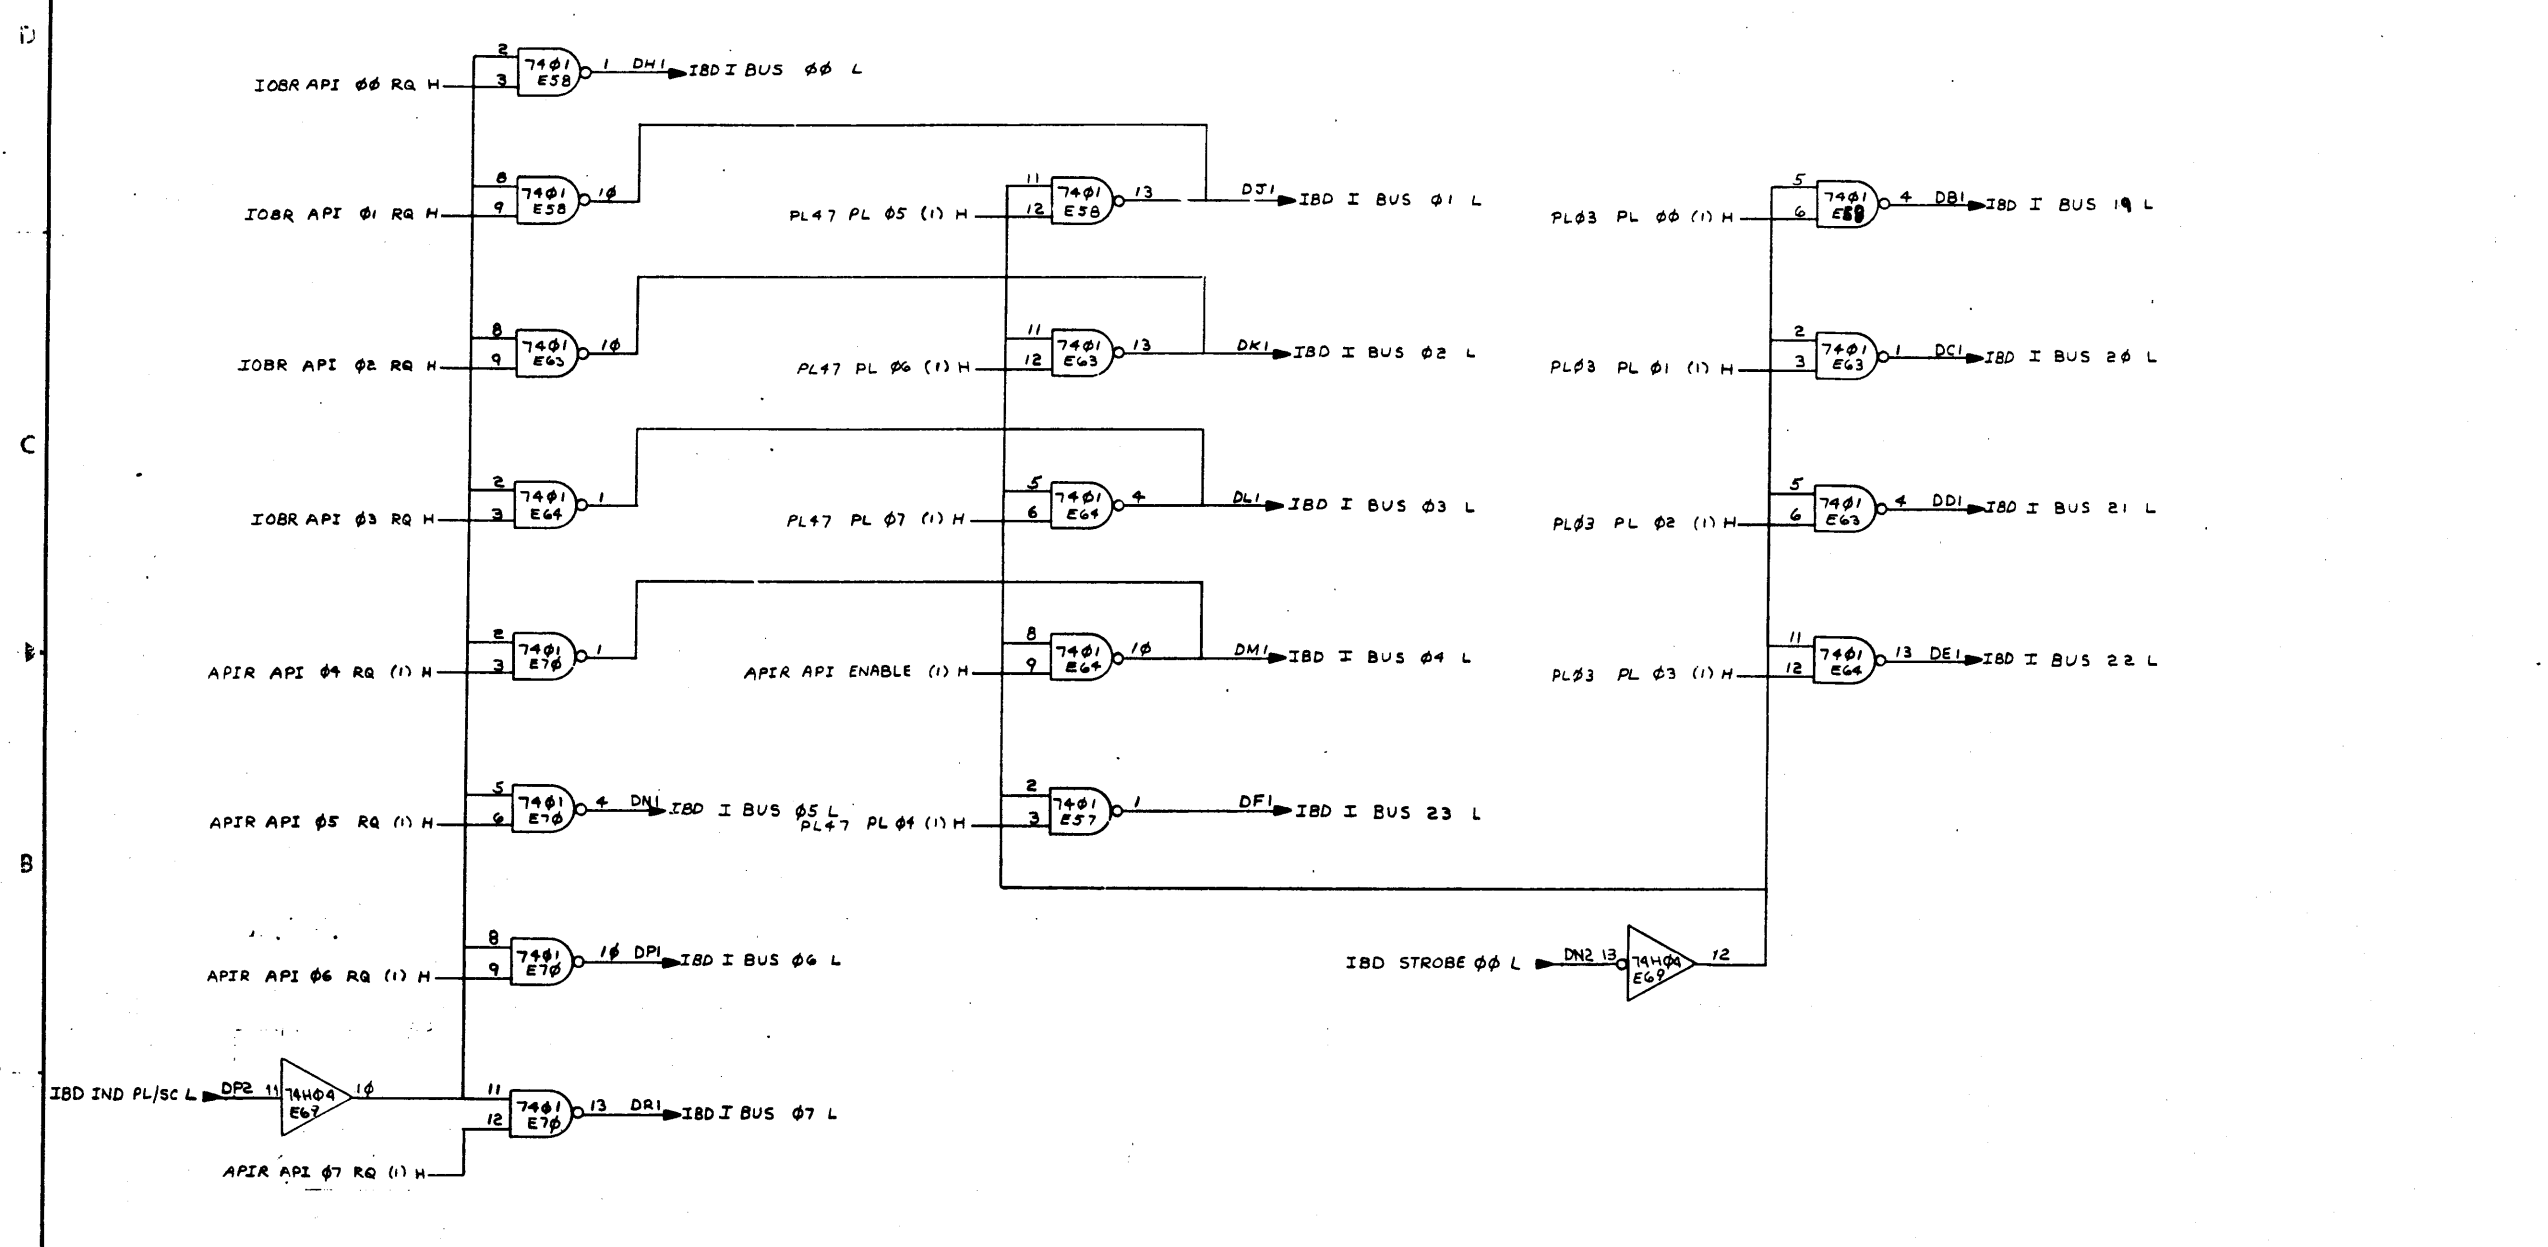 D
2 74Ø1 1 DH1 IBD I BUS ØØ L
IOBR API ØØ RQ H 3 E58
8 74Ø1 1Ø
IOBR API Ø1 RQ H 9 E58
11 74Ø1 13 DJ1 IBD I BUS Ø1 L
PL47 PL Ø5 (1) H 12 E58
5 74Ø1 4 DB1 IBD I BUS 19 L
PLØ3 PL ØØ (1) H 6
8 74Ø1 1Ø
IOBR API Ø2 RQ H 9 E63
11 74Ø1 13 DK1 IBD I BUS Ø2 L
PL47 PL Ø6 (1) H 12 E63
2 74Ø1 1 DC1 IBD I BUS 2Ø L
PLØ3 PL Ø1 (1) H 3 E63
C
2 74Ø1 1
IOBR API Ø3 RQ H 3 E64
5 74Ø1 4 DL1 IBD I BUS Ø3 L
PL47 PL Ø7 (1) H 6 E64
5 74Ø1 4 DD1 IBD I BUS 21 L
PLØ3 PL Ø2 (1) H 6 E63
2 74Ø1 1
APIR API Ø4 RQ (1) H 3 E7Ø
8 74Ø1 1Ø DM1 IBD I BUS Ø4 L
APIR API ENABLE (1) H 9 E64
11 74Ø1 13 DE1 IBD I BUS 22 L
PLØ3 PL Ø3 (1) H 12 E64
5 74Ø1 4 DN1 IBD I BUS Ø5 L
APIR API Ø5 RQ (1) H 6 E7Ø
2 74Ø1 1 DF1 IBD I BUS 23 L
PL47 PL Ø4 (1) H 3 E57
B
8 74Ø1 1Ø DP1 IBD I BUS Ø6 L
APIR API Ø6 RQ (1) H 9 E7Ø
IBD STROBE ØØ L DN2 13 74HØ4 12
E69
IBD IND PL/SC L DP2 11 74HØ4 1Ø
11 74Ø1 13 DR1 IBD I BUS Ø7 L
12 E7Ø
APIR API Ø7 RQ (1) H